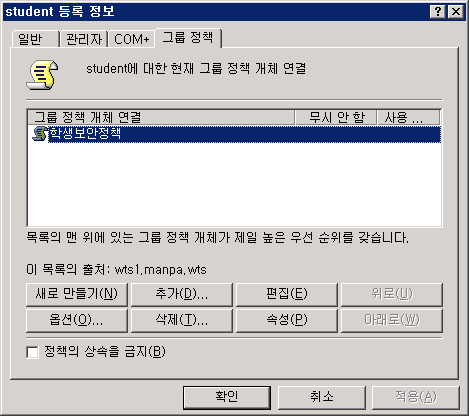 student 등록 정보
일반
관리자
COM+
그룹 정책
student에 대한 현재 그룹 정책 개체 연결
그룹 정책 개체 연결
무시 안 함
사용 ...
학생보안정책
목록의 맨 위에 있는 그룹 정책 개체가 제일 높은 우선 순위를 갖습니다.
이 목록의 출처: wts1.manpa.wts
새로 만들기(N)
추가(D)...
편집(E)
위로(U)
옵션(O)...
삭제(T)...
속성(P)
아래로(W)
정책의 상속을 금지(B)
확인
취소
적용(A)